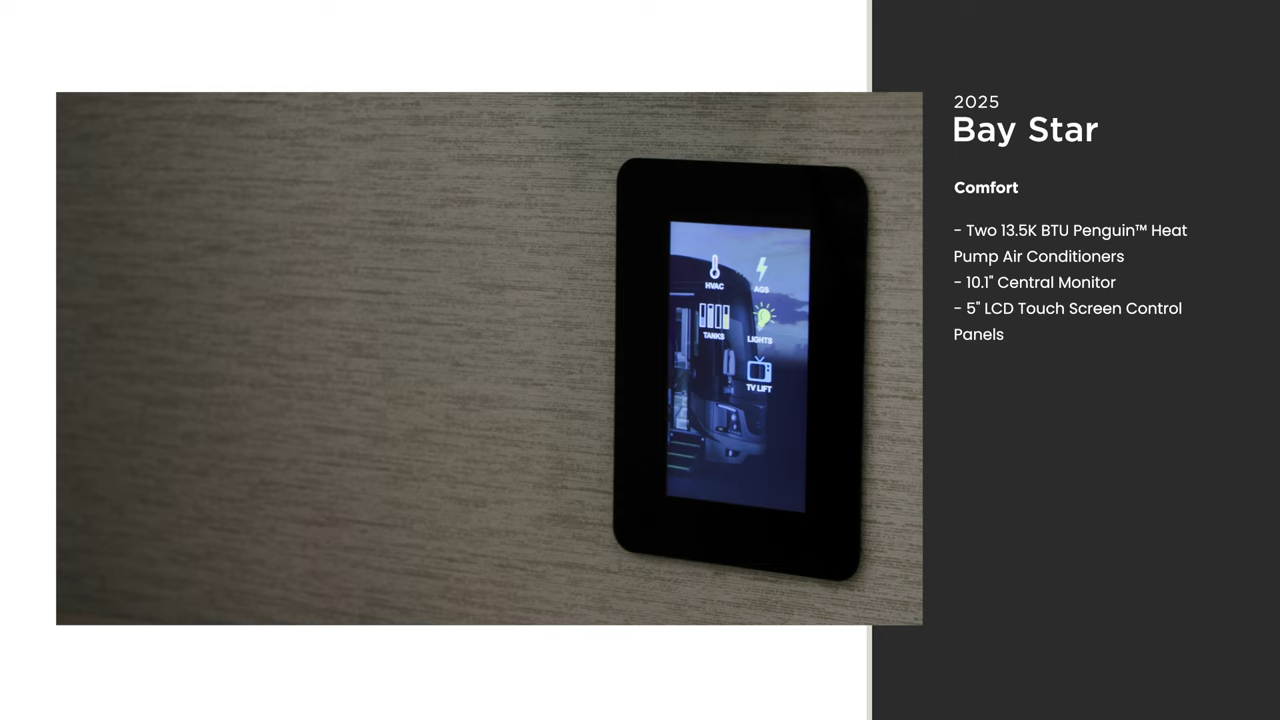 2025
Bay Star
Comfort
- Two 13.5K BTU Penguin™ Heat
Pump Air Conditioners
- 10.1" Central Monitor
- 5" LCD Touch Screen Control
Panels
HVAC
AGS
TANKS
LIGHTS
TV LIFT